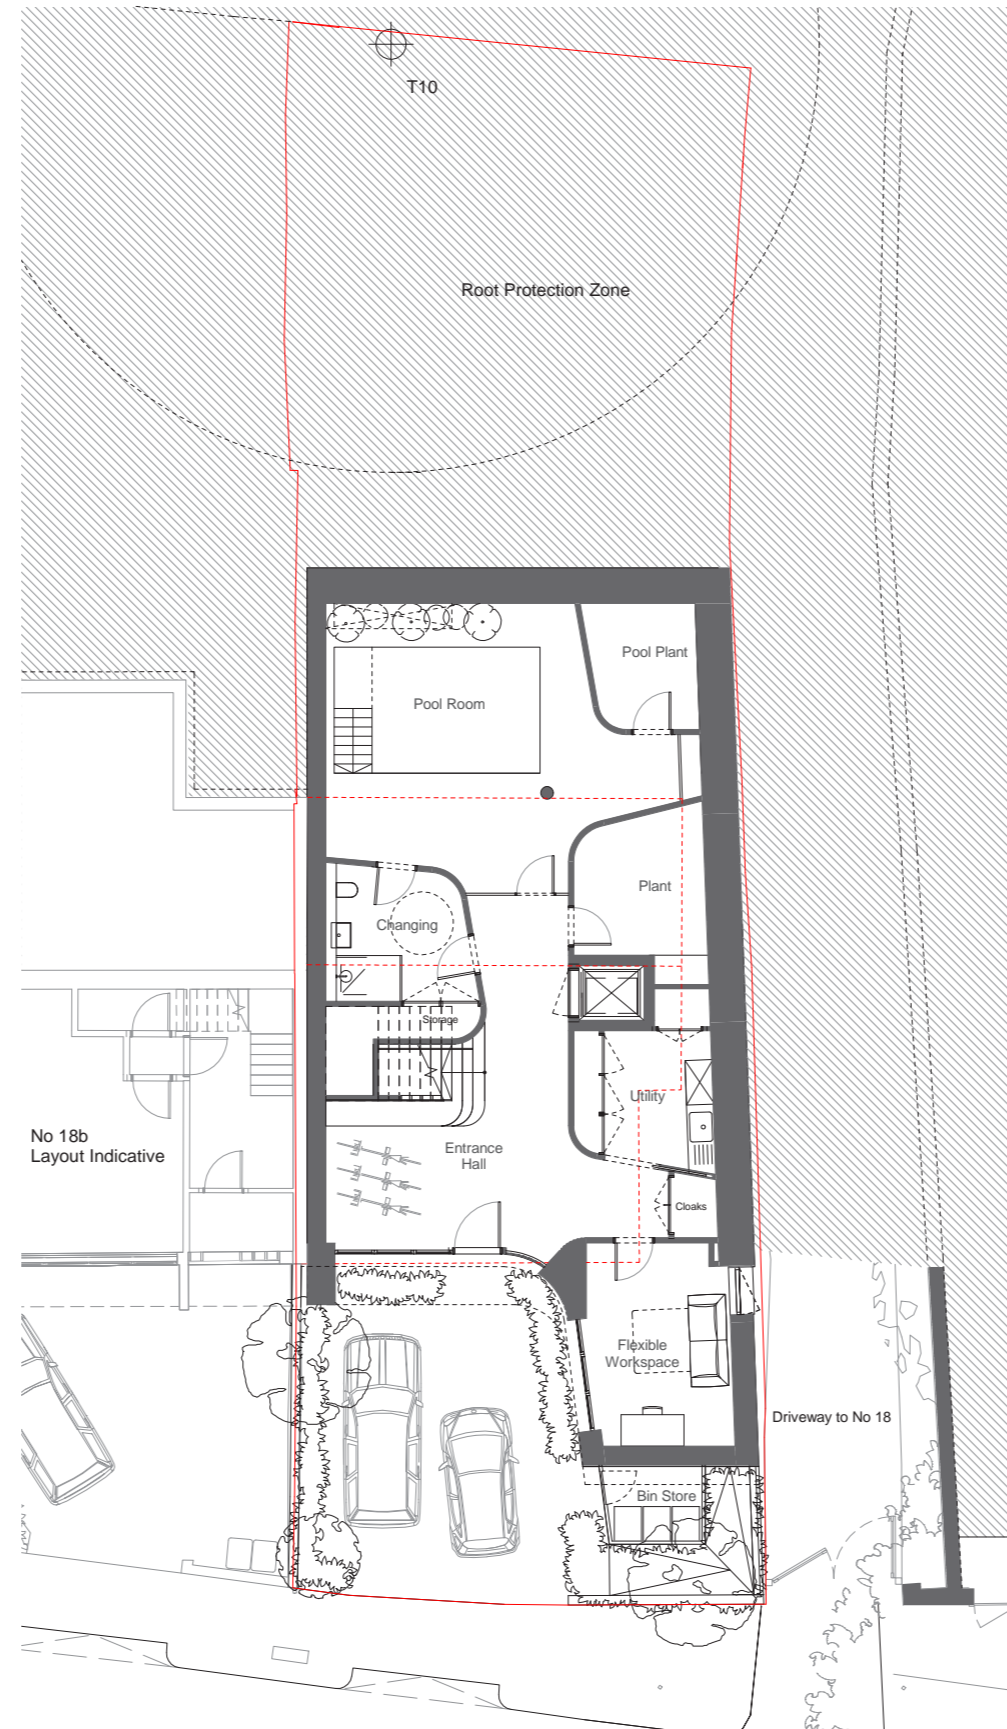 T10
Root Protection Zone
Pool Plant
Pool Room
Plant
Changing
Storage
Utility
No 18b
Layout Indicative
Entrance
Hall
Cloaks
Flexible
Workspace
Driveway to No 18
Bin Store